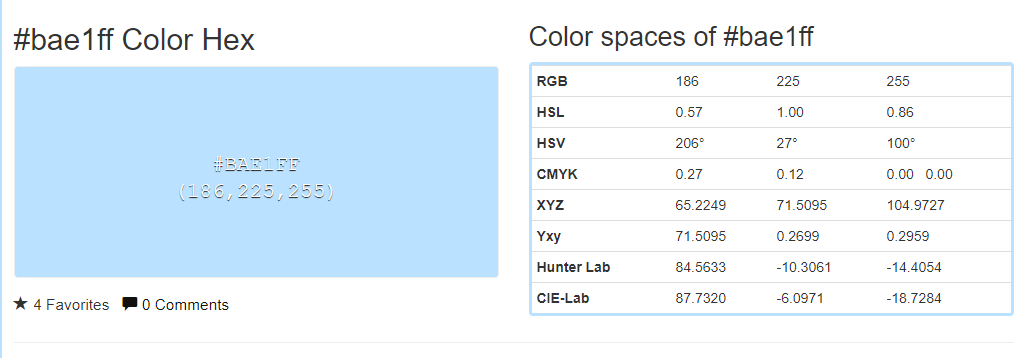 #bae1ff Color Hex
#BAE1FF
(186,225,255)
★ 4 Favorites 0 Comments
Color spaces of #bae1ff
RGB 186 225 255
HSL 0.57 1.00 0.86
HSV 206° 27° 100°
CMYK 0.27 0.12 0.00 0.00
XYZ 65.2249 71.5095 104.9727
Yxy 71.5095 0.2699 0.2959
Hunter Lab 84.5633 -10.3061 -14.4054
CIE-Lab 87.7320 -6.0971 -18.7284